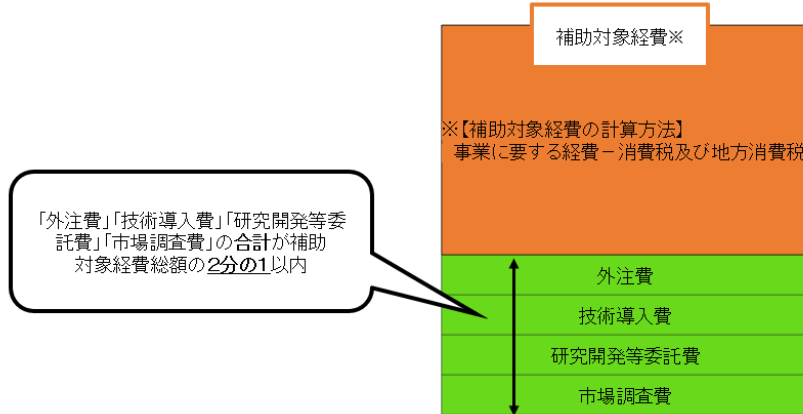 補助対象経費※
※【補助対象経費の計算方法】
事業に要する経費－消費税及び地方消費税
「外注費」「技術導入費」「研究開発等委
託費」「市場調査費」の合計が補助
対象経費総額の2分の1以内
外注費
技術導入費
研究開発等委託費
市場調査費